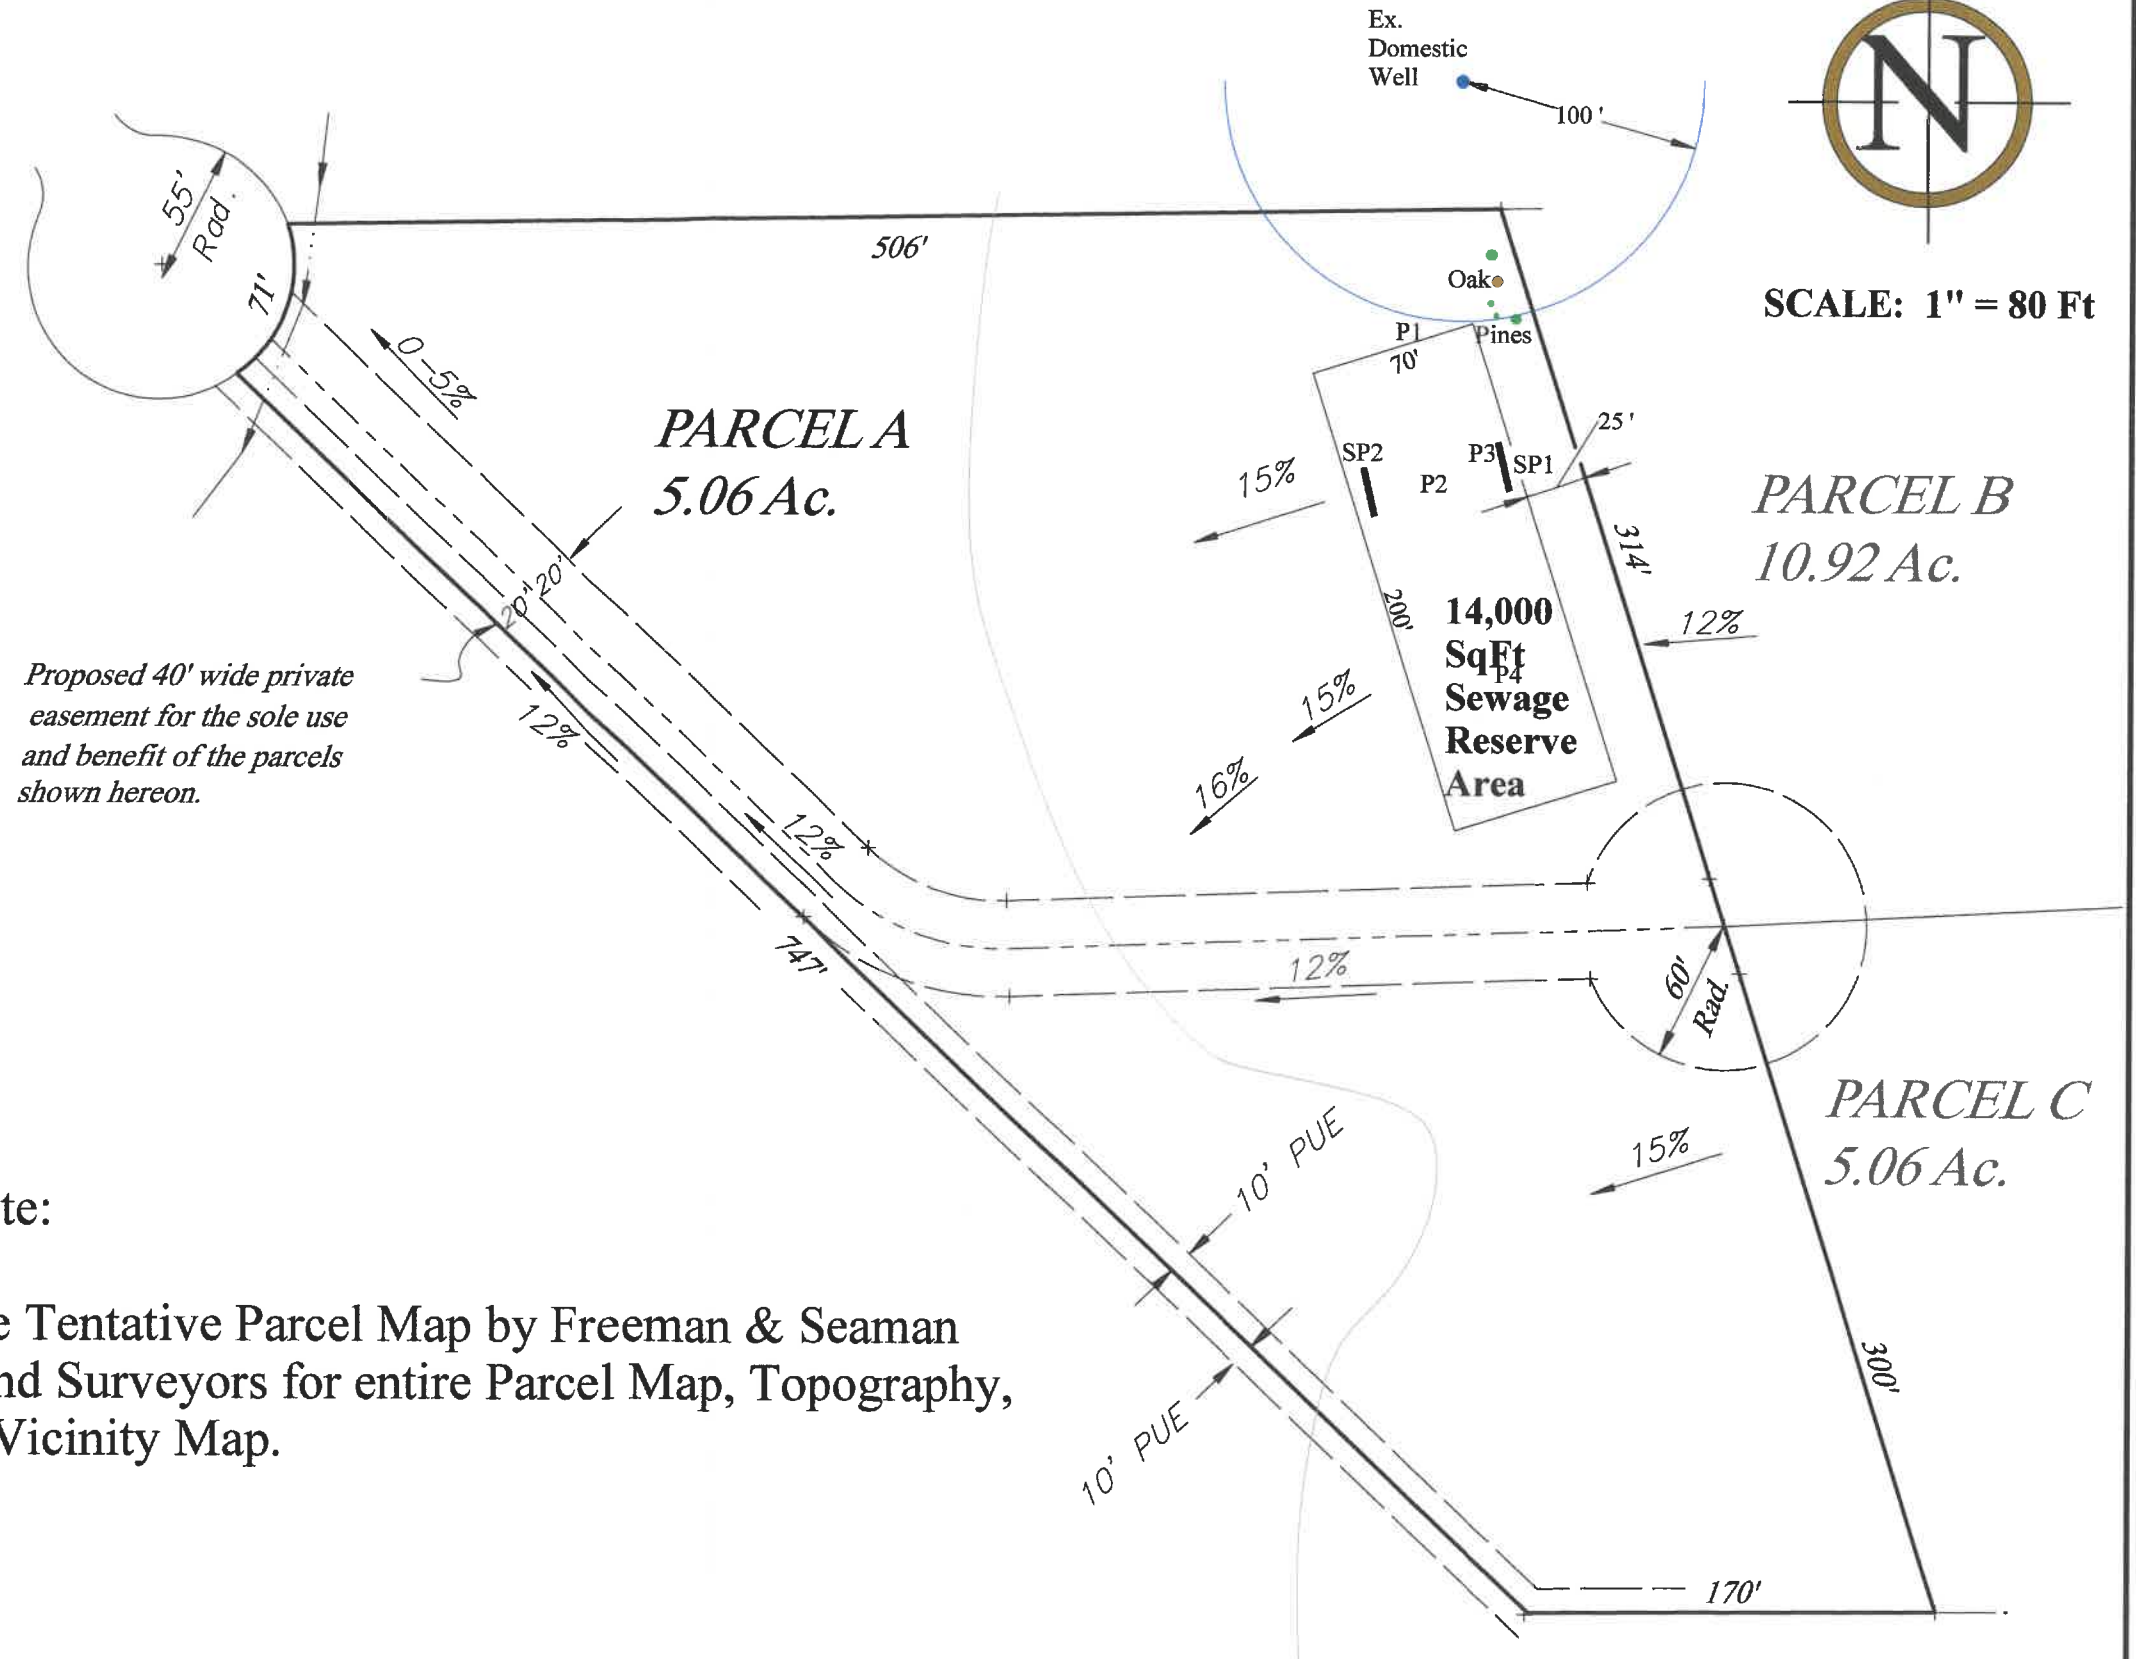 Ex.
Domestic
Well
100 '
N
55'
Rad.
71'
506'
Oak
SCALE: 1" = 80 Ft
P1
Pines
70'
0-5%
PARCEL A
5.06 Ac.
25 '
SP2
P3
SP1
15%
P2
PARCEL B
10.92 Ac.
314'
20' 20'
200'
14,000
SqFt
P4
Sewage
Reserve
Area
12%
Proposed 40' wide private
easement for the sole use
and benefit of the parcels
shown hereon.
12%
15%
16%
12%
747'
12%
60'
Rad.
PARCEL C
5.06 Ac.
10' PUE
15%
te:
e Tentative Parcel Map by Freeman & Seaman
nd Surveyors for entire Parcel Map, Topography,
Vicinity Map.
300'
10' PUE
170'